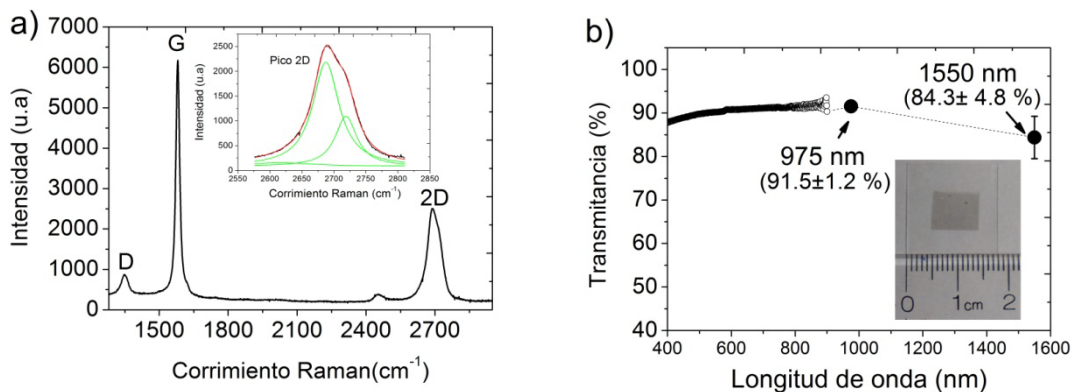 a)
7000
6000
5000
4000
3000
2000
1000
0
Intensidad (u.a)
1500
1800
2100
2400
2700
Corrimiento Raman(cm-1)
D
G
2D
Pico 2D
2500
2000
1500
1000
500
0
Intensidad (u.a)
2550
2600
2650
2700
2750
2800
2850
Corrimiento Raman (cm-1)
b)
100
90
80
70
60
50
40
Transmitancia (%)
400
600
800
1000
1200
1400
1600
Longitud de onda (nm)
1550 nm
(84.3± 4.8 %)
975 nm
(91.5±1.2 %)
0 1 cm 2